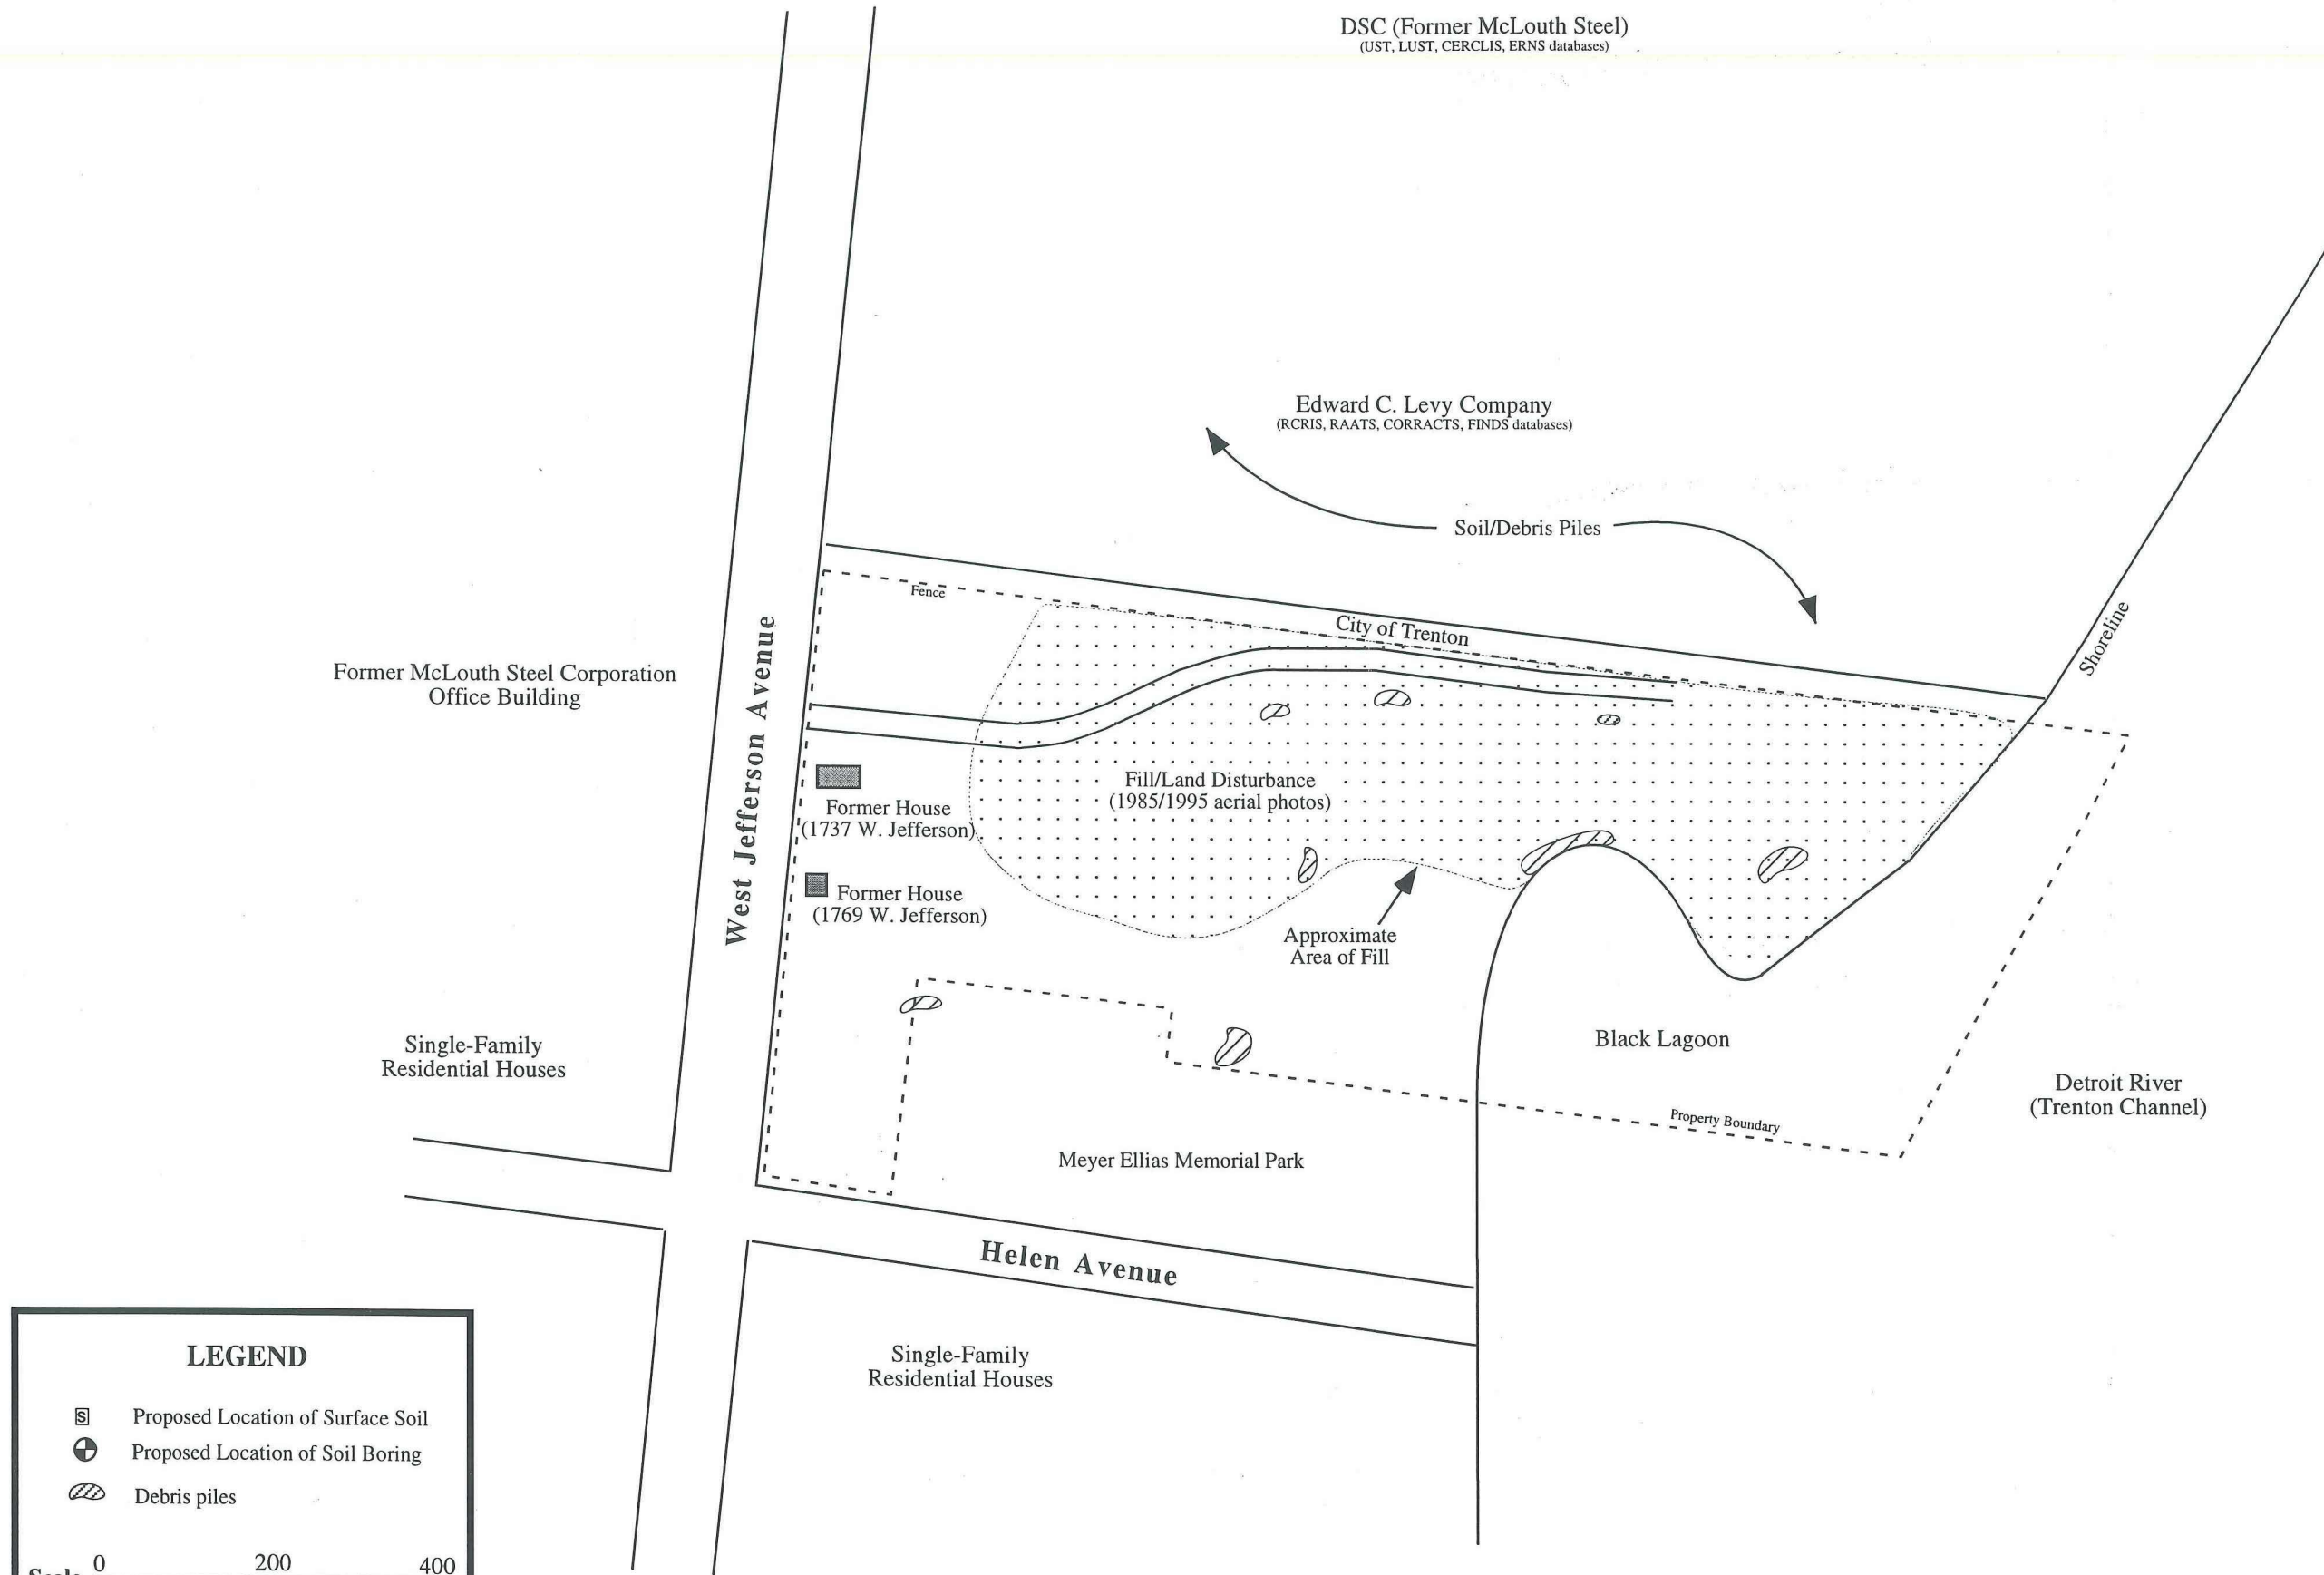 DSC (Former McLouth Steel)
(UST, LUST, CERCLIS, ERNS databases)
Edward C. Levy Company
(RCRIS, RAATS, CORRACTS, FINDS databases)
Soil/Debris Piles
Fence
City of Trenton
Shoreline
Former McLouth Steel Corporation
Office Building
West Jefferson Avenue
Fill/Land Disturbance
(1985/1995 aerial photos)
Former House
(1737 W. Jefferson)
Former House
(1769 W. Jefferson)
Approximate
Area of Fill
Single-Family
Residential Houses
Black Lagoon
Detroit River
(Trenton Channel)
Property Boundary
Meyer Ellias Memorial Park
Helen Avenue
Single-Family
Residential Houses
LEGEND
S Proposed Location of Surface Soil
Proposed Location of Soil Boring
Debris piles
Scale 0 200 400